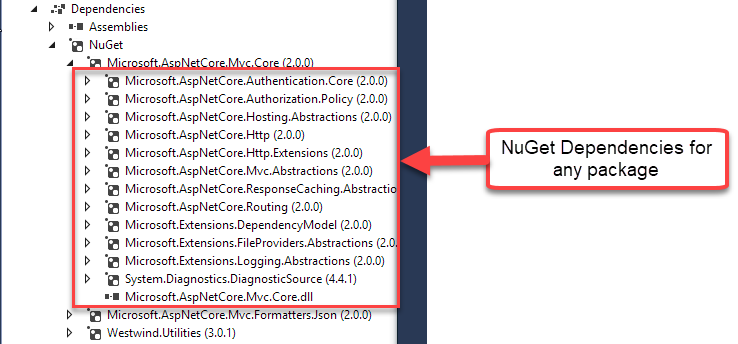 Dependencies
Assemblies
NuGet
Microsoft.AspNetCore.Mvc.Core (2.0.0)
Microsoft.AspNetCore.Authentication.Core (2.0.0)
Microsoft.AspNetCore.Authorization.Policy (2.0.0)
Microsoft.AspNetCore.Hosting.Abstractions (2.0.0)
Microsoft.AspNetCore.Http (2.0.0)
Microsoft.AspNetCore.Http.Extensions (2.0.0)
Microsoft.AspNetCore.Mvc.Abstractions (2.0.0)
Microsoft.AspNetCore.ResponseCaching.Abstractio
Microsoft.AspNetCore.Routing (2.0.0)
Microsoft.Extensions.DependencyModel (2.0.0)
Microsoft.Extensions.FileProviders.Abstractions (2.0.
Microsoft.Extensions.Logging.Abstractions (2.0.0)
System.Diagnostics.DiagnosticSource (4.4.1)
Microsoft.AspNetCore.Mvc.Core.dll
Microsoft.AspNetCore.Mvc.Formatters.Json (2.0.0)
Westwind.Utilities (3.0.1)
NuGet Dependencies for
any package